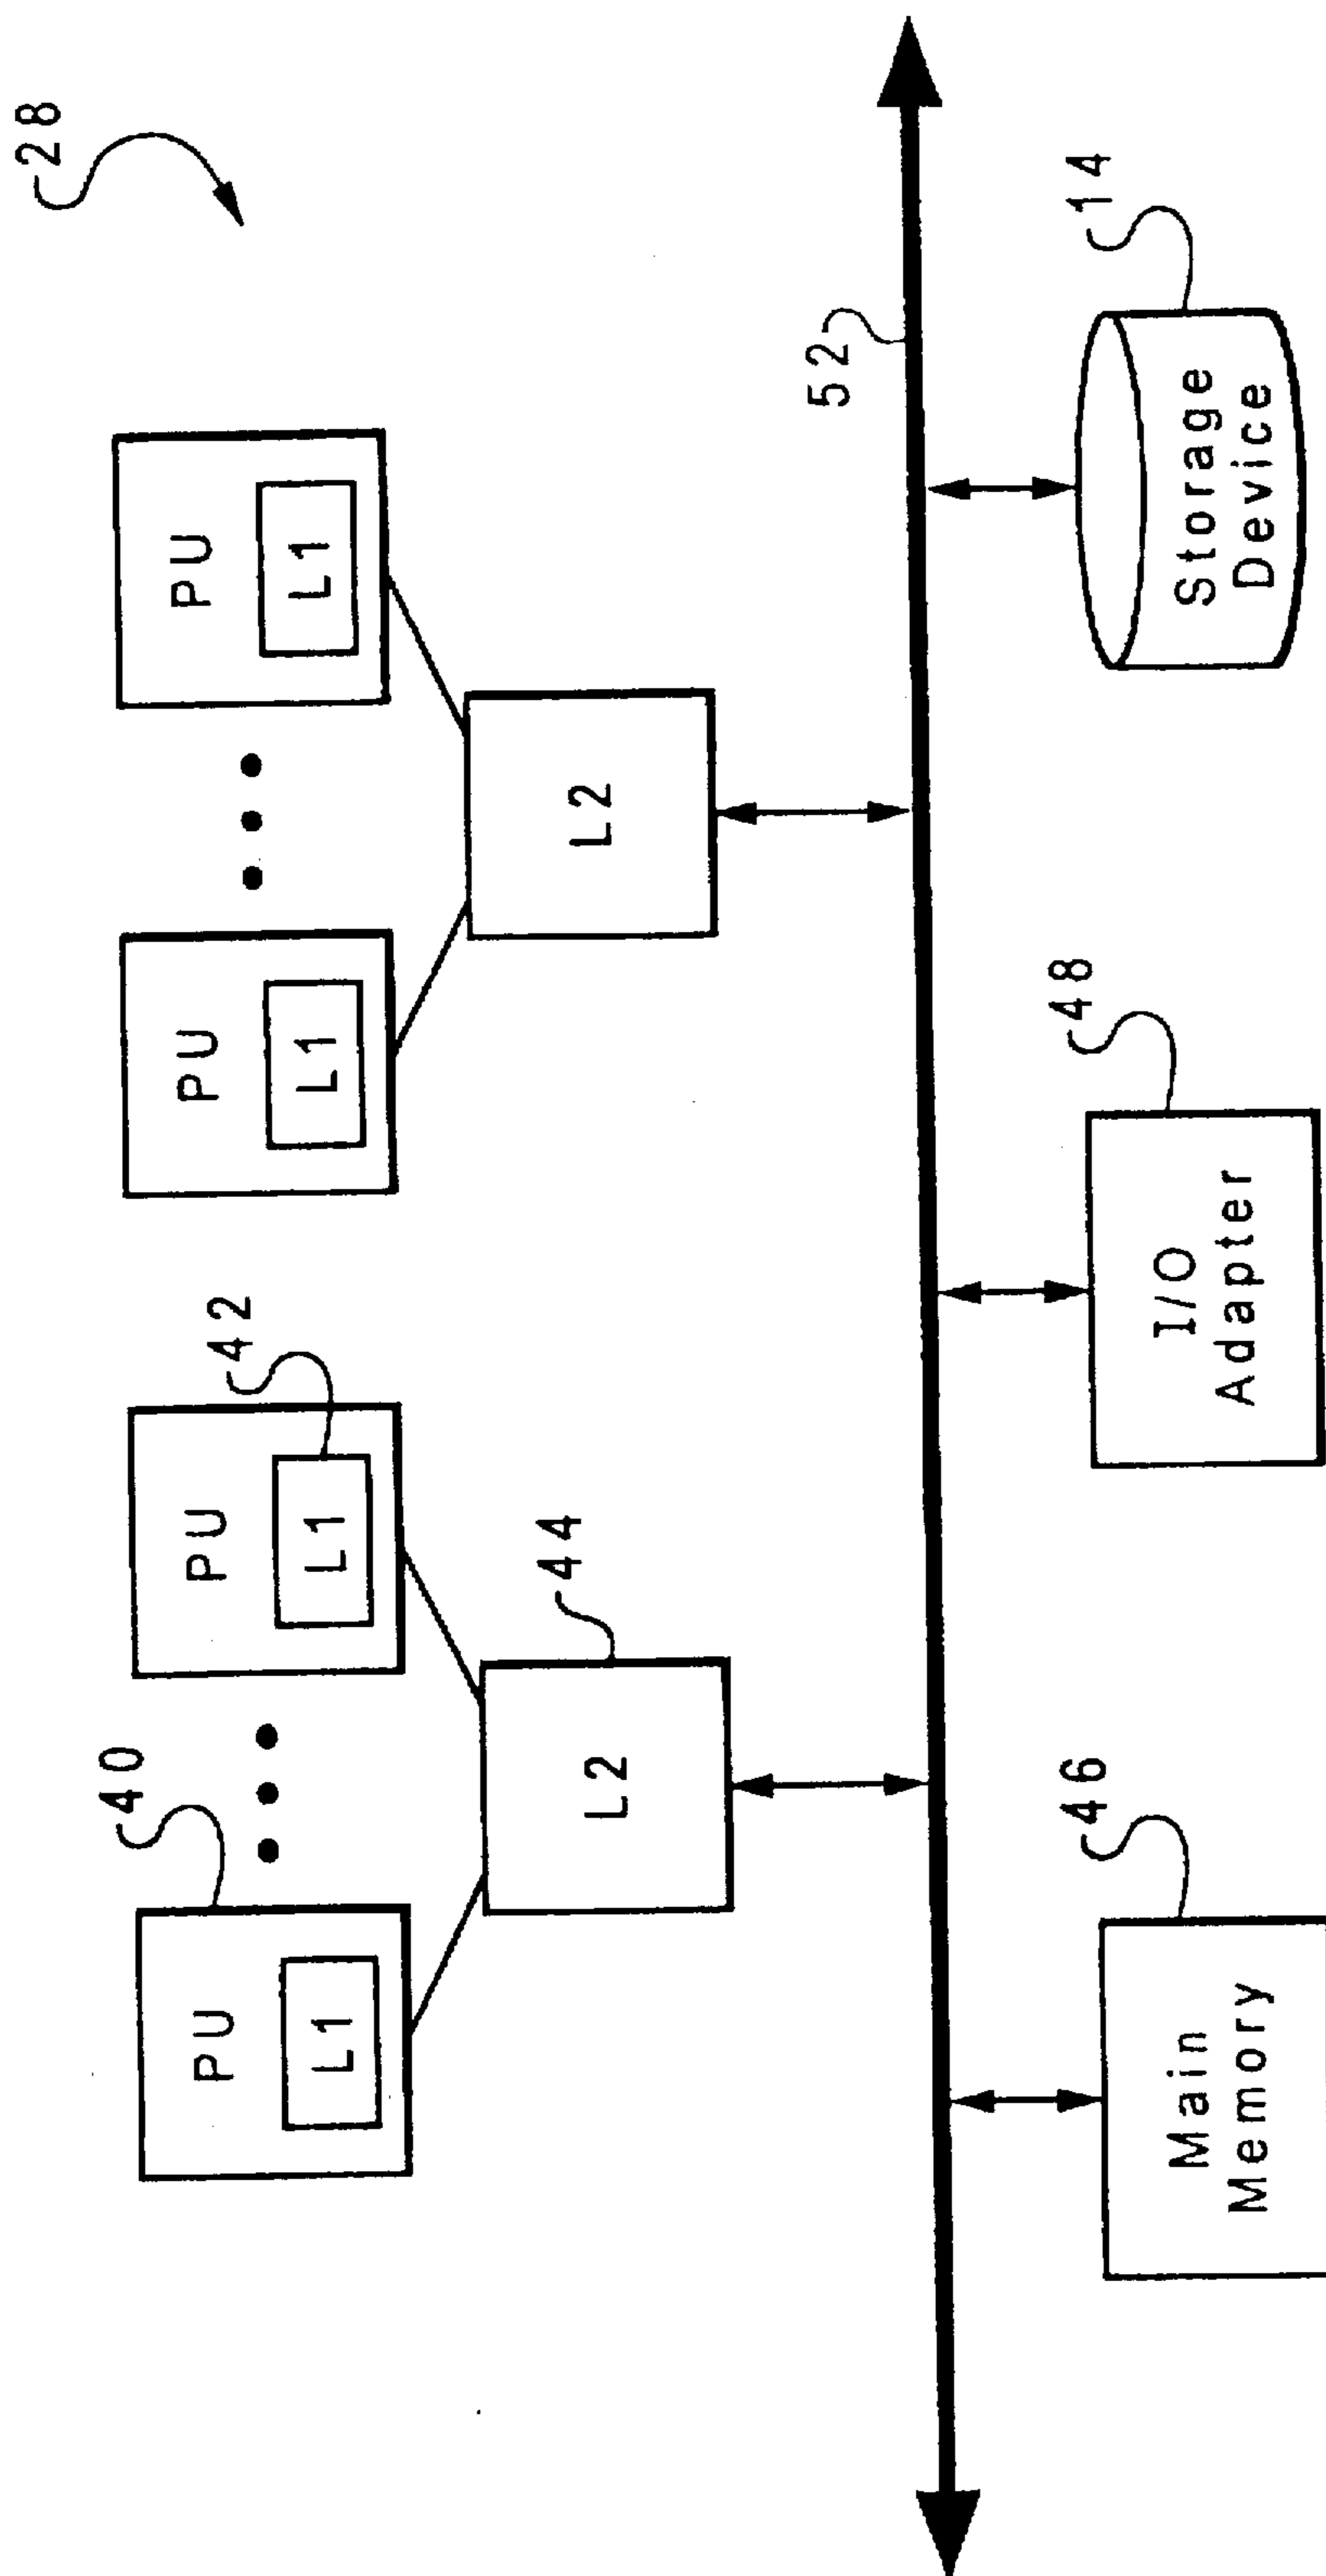 28
40
42
PU
L1
PU
L1
PU
L1
PU
L1
44
L2
L2
52
46
48
14
Main
Memory
I/O
Adapter
Storage
Device